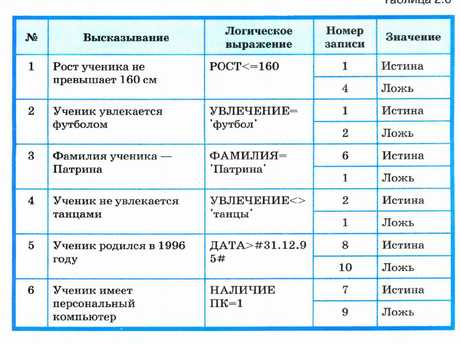 Таблица 2.6
№ Высказывание Логическое выражение Номер записи Значение
1 Рост ученика не превышает 160 см РОСТ<=160 1 Истина
4 Ложь
2 Ученик увлекается футболом УВЛЕЧЕНИЕ= 'футбол' 1 Истина
2 Ложь
3 Фамилия ученика — Патрина ФАМИЛИЯ= 'Патрина' 6 Истина
1 Ложь
4 Ученик не увлекается танцами УВЛЕЧЕНИЕ<> 'танцы' 2 Истина
1 Ложь
5 Ученик родился в 1996 году ДАТА>#31.12.95# 8 Истина
10 Ложь
6 Ученик имеет персональный компьютер НАЛИЧИЕ ПК=1 7 Истина
9 Ложь